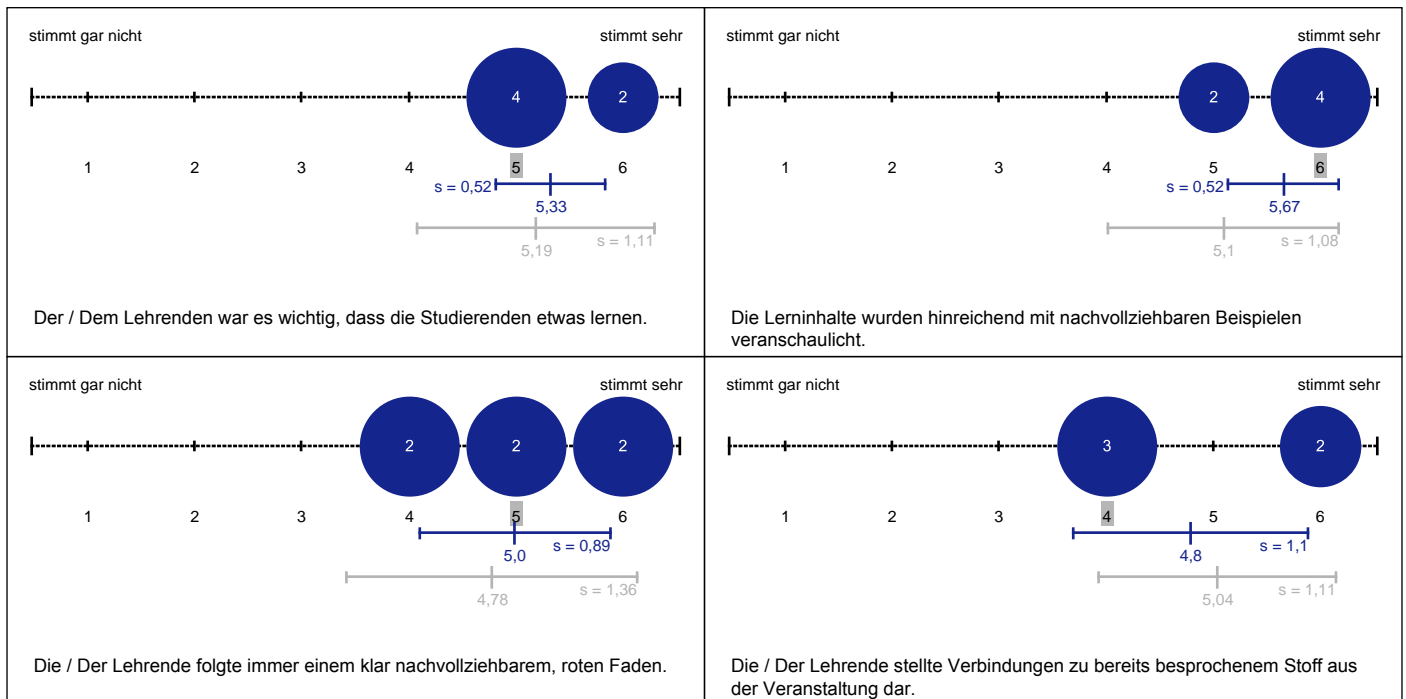 stimmt gar nicht stimmt sehr
4 2
1 2 3 4 5 6
s = 0,52
5,33
s = 1,11
5,19
Der / Dem Lehrenden war es wichtig, dass die Studierenden etwas lernen.
stimmt gar nicht stimmt sehr
2 4
1 2 3 4 5 6
s = 0,52
5,67
s = 1,08
5,1
Die Lerninhalte wurden hinreichend mit nachvollziehbaren Beispielen
veranschaulicht.
stimmt gar nicht stimmt sehr
2 2 2
1 2 3 4 5 6
s = 0,89
5,0
s = 1,36
4,78
Die / Der Lehrende folgte immer einem klar nachvollziehbarem, roten Faden.
stimmt gar nicht stimmt sehr
3 2
1 2 3 4 5 6
s = 1,1
4,8
s = 1,11
5,04
Die / Der Lehrende stellte Verbindungen zu bereits besprochenem Stoff aus
der Veranstaltung dar.